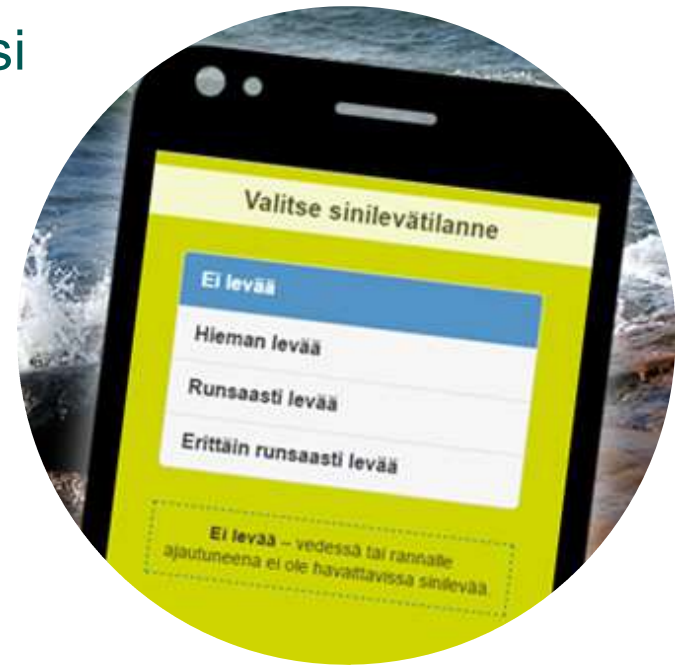 si
Valitse sinilevätilanne
Ei levää
Hieman levää
Runsaasti levää
Erittäin runsaasti levää
Ei levää – vedessä tai rannalle
ajautuneena ei ole havaittavissa sinilevää